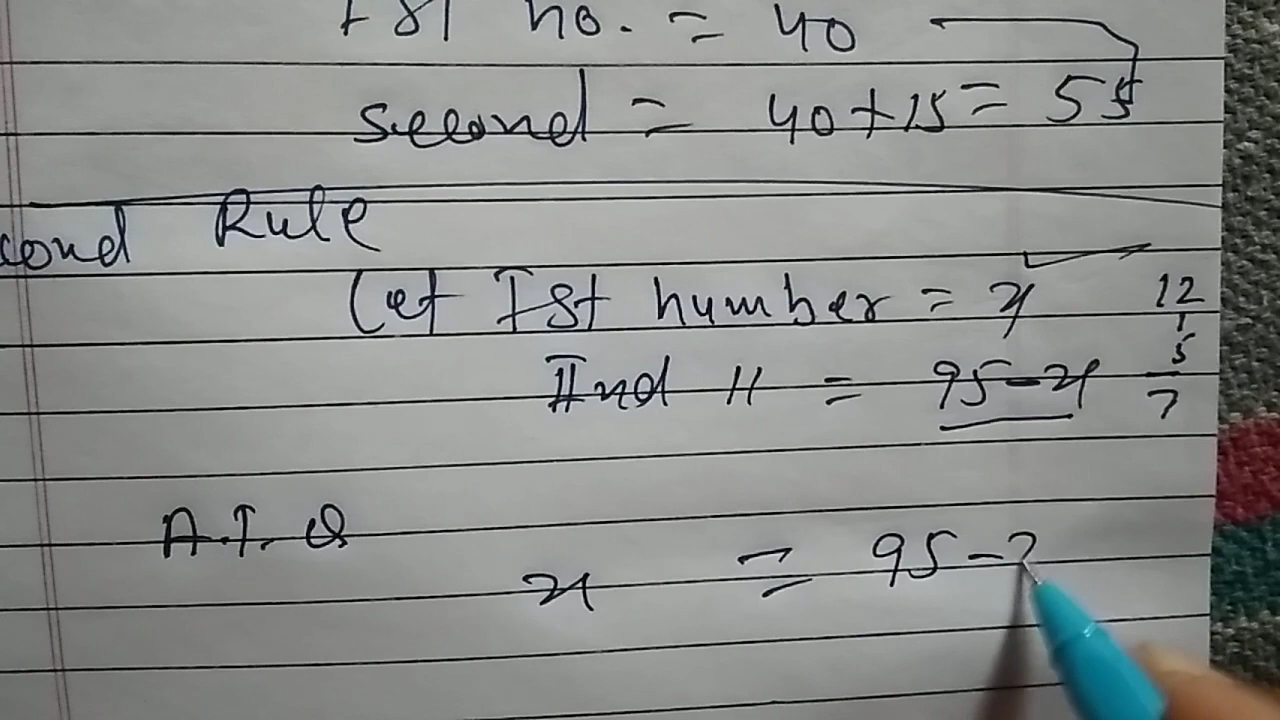 Ist no. = 40
second = 40+15 = 55
cond Rule
Let Ist number = x
IInd " = 95-x
12
5
7
A.T.Q
x = 95-